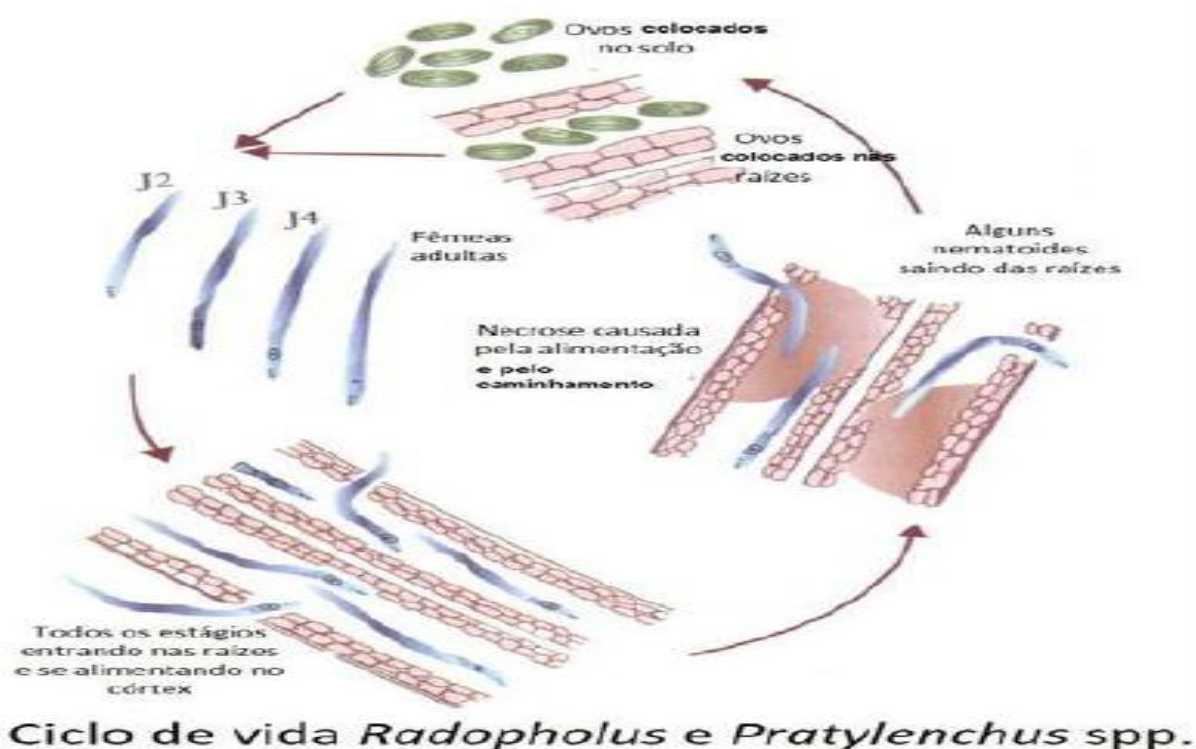 Ovos colocados
no solo
Ovos
colocados nas
raízes
J2
J3
J4
Fêmeas
adultas
Alguns
nematoides
saindo das raízes
Necrose causada
pela alimentação
e pelo
caminhamento
Todos os estágios
entrando nas raízes
e se alimentando no
córtex
Ciclo de vida Radopholus e Pratylenchus spp.